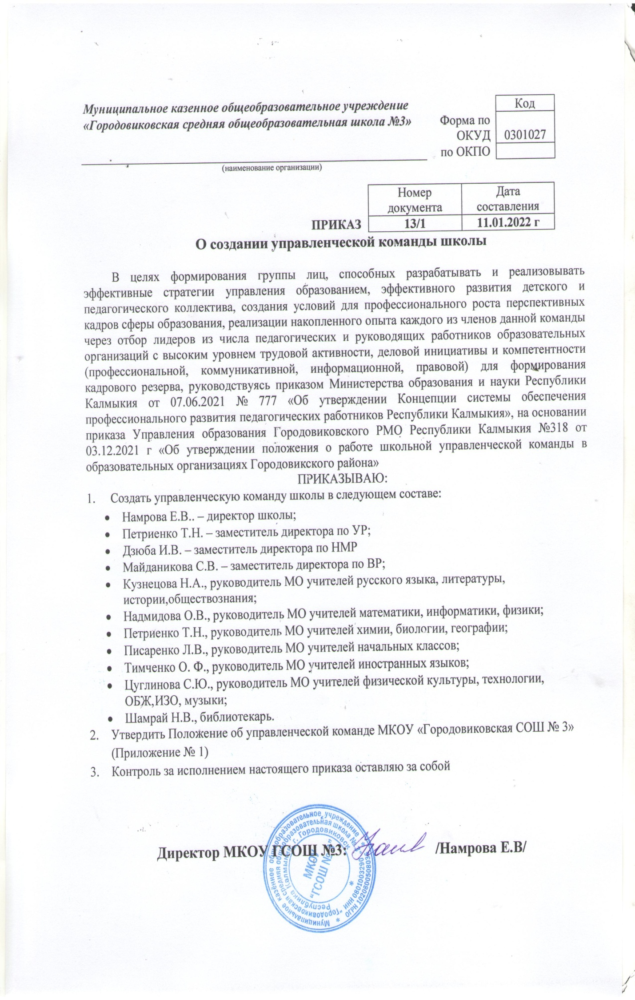 Муниципальное казенное общеобразовательное учреждение
«Городовиковская средняя общеобразовательная школа №3»
Код
Форма по
ОКУД 0301027
по ОКПО
(наименование организации)
Номер документа
Дата составления
ПРИКАЗ 13/1 11.01.2022 г
О создании управленческой команды школы
В целях формирования группы лиц, способных разрабатывать и реализовывать
эффективные стратегии управления образованием, эффективного развития детского и
педагогического коллектива, создания условий для профессионального роста перспективных
кадров сферы образования, реализации накопленного опыта каждого из членов данной команды
через отбор лидеров из числа педагогических и руководящих работников образовательных
организаций с высоким уровнем трудовой активности, деловой инициативы и компетентности
(профессиональной, коммуникативной, информационной, правовой) для формирования
кадрового резерва, руководствуясь приказом Министерства образования и науки Республики
Калмыкия от 07.06.2021 № 777 «Об утверждении Концепции системы обеспечения
профессионального развития педагогических работников Республики Калмыкия», на основании
приказа Управления образования Городовиковского РМО Республики Калмыкия №318 от
03.12.2021 г «Об утверждении положения о работе школьной управленческой команды в
образовательных организациях Городовикского района»
ПРИКАЗЫВАЮ:
1. Создать управленческую команду школы в следующем составе:
• Намрова Е.В.. – директор школы;
• Петриенко Т.Н. – заместитель директора по УР;
• Дзюба И.В. – заместитель директора по НМР
• Майданикова С.В. – заместитель директора по ВР;
• Кузнецова Н.А., руководитель МО учителей русского языка, литературы,
истории,обществознания;
• Надмидова О.В., руководитель МО учителей математики, информатики, физики;
• Петриенко Т.Н., руководитель МО учителей химии, биологии, географии;
• Писаренко Л.В., руководитель МО учителей начальных классов;
• Тимченко О. Ф., руководитель МО учителей иностранных языков;
• Цуглинова С.Ю., руководитель МО учителей физической культуры, технологии,
ОБЖ,ИЗО, музыки;
• Шамрай Н.В., библиотекарь.
2. Утвердить Положение об управленческой команде МКОУ «Городовиковская СОШ № 3»
(Приложение № 1)
3. Контроль за исполнением настоящего приказа оставляю за собой
Директор МКОУ ГСОШ №3: /Намрова Е.В/
Муниципальное казённое общеобразовательное учреждение
"Городовиковская средняя общеобразовательная школа № 3"
Республика Калмыкия г. Городовиковск
МКОУ
"ГСОШ № 3"
ИНН 0801003290
ОГРН